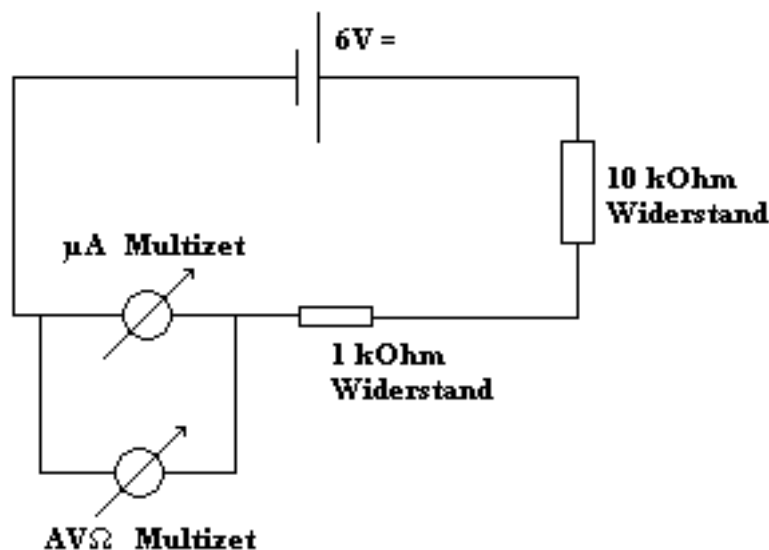 6V =
10 kOhm
Widerstand
µA Multizet
1 kOhm
Widerstand
AVΩ Multizet